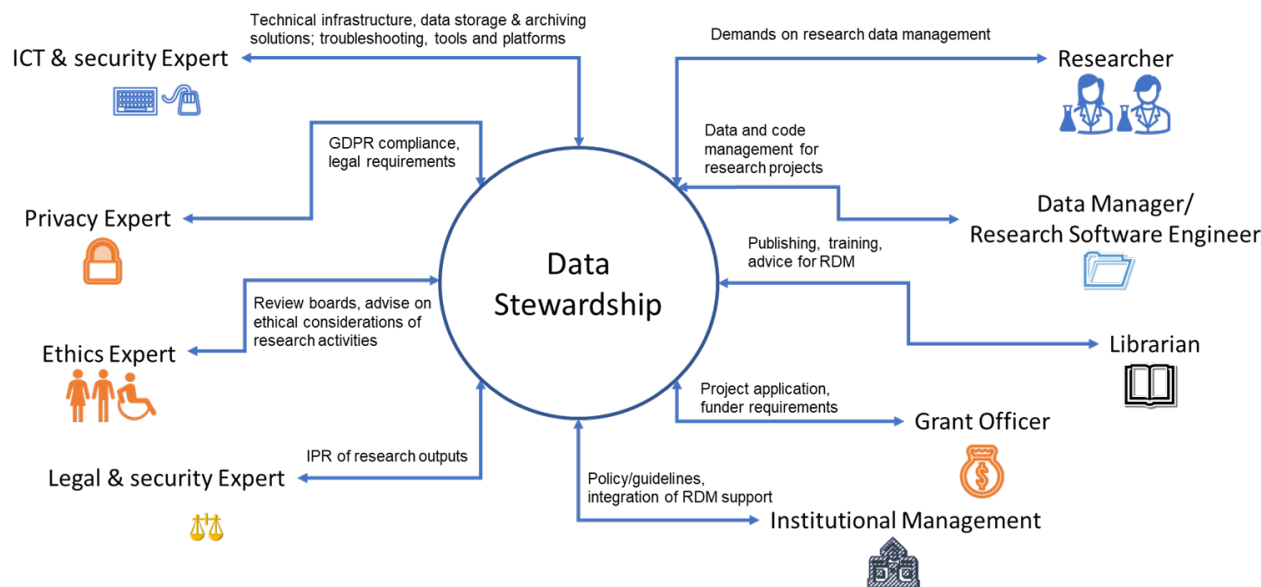 Technical infrastructure, data storage & archiving
solutions; troubleshooting, tools and platforms
ICT & security Expert
Demands on research data management
Researcher
GDPR compliance,
legal requirements
Data and code
management for
research projects
Privacy Expert
Data Manager/
Research Software Engineer
Publishing, training,
advice for RDM
Data
Stewardship
Review boards, advise on
ethical considerations of
research activities
Ethics Expert
Librarian
Project application,
funder requirements
Grant Officer
IPR of research outputs
Legal & security Expert
Policy/guidelines,
integration of RDM support
Institutional Management
$